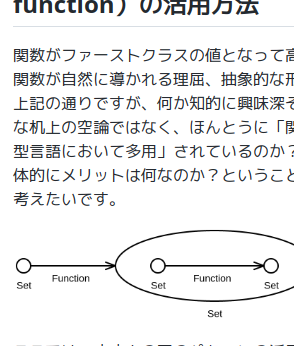 function）の活用方法
関数がファーストクラスの値となって高
関数が自然に導かれる理屈、抽象的な形
上記の通りですが、何か知的に興味深そ
な机上の空論ではなく、ほんとうに「関
型言語において多用」されているのか？
体的にメリットは何なのか？ということ
考えたいです。
Function Function
Set Set Set
Set